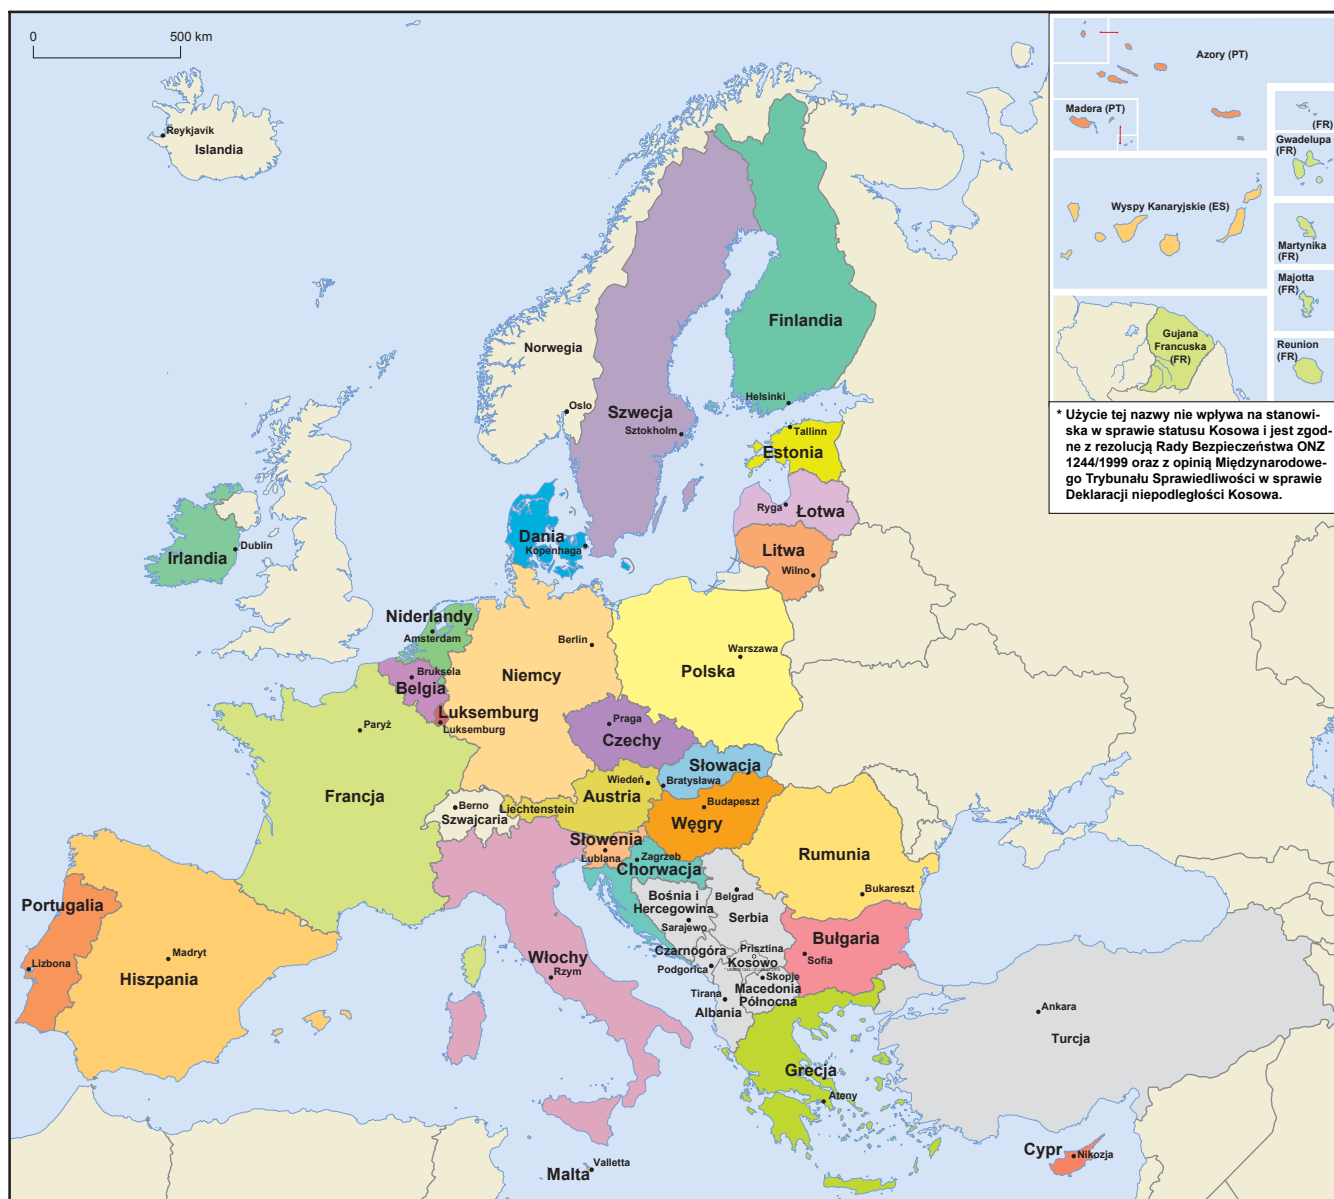 0 500 km
Reykjavik
Islandia
Azory (PT)
Madera (PT)
(FR)
Gwadelupa
(FR)
Wyspy Kanaryjskie (ES)
Martynika
(FR)
Majotta
(FR)
Gujana
Francuska
(FR)
Reunion
(FR)
* Użycie tej nazwy nie wpływa na stanowi-
ska w sprawie statusu Kosowa i jest zgod-
ne z rezolucją Rady Bezpieczeństwa ONZ
1244/1999 oraz z opinią Międzynarodowe-
go Trybunału Sprawiedliwości w sprawie
Deklaracji niepodległości Kosowa.
Finlandia
Helsinki
Norwegia
Oslo
Szwecja
Sztokholm
Tallinn
Estonia
Ryga
Łotwa
Litwa
Wilno
Dania
Kopenhaga
Dublin
Irlandia
Niderlandy
Amsterdam
Bruksela
Belgia
Luksemburg
Luksemburg
Berlin
Niemcy
Warszawa
Polska
Praga
Czechy
Słowacja
Bratysława
Wiedeń
Austria
Liechtenstein
Budapeszt
Węgry
Paryż
Francja
Berno
Szwajcaria
Słowenia
Lublana
Zagrzeb
Chorwacja
Rumunia
Bukareszt
Bośnia i
Hercegowina
Sarajewo
Belgrad
Serbia
Czarnogóra
Podgorica
Prisztina
Kosowo
Bułgaria
Sofia
Skopje
Macedonia
Północna
Tirana
Albania
Włochy
Rzym
Portugalia
Lizbona
Madryt
Hiszpania
Ankara
Turcja
Grecja
Ateny
Malta
Valletta
Cypr
Nikozja